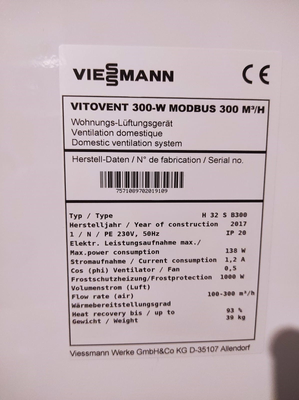 VIESMANN
CE
VITOVENT 300-W MODBUS 300 M³/H
Wohnungs-Lüftungsgerät
Ventilation domestique
Domestic ventilation system
Herstell-Daten / N° de fabrication / Serial no.
7571009702019109
Typ / Type H 32 S B300
Herstelljahr / Year of construction 2017
1 / N / PE 230V, 50Hz IP 20
Elektr. Leistungsaufnahme max./
Max.power consumption 138 W
Stromaufnahme / Current consumption 1,2 A
Cos (phi) Ventilator / Fan 0,5
Frostschutzheizung/Frostprotection 1000 W
Volumenstrom (Luft)
Flow rate (air) 100-300 m³/h
Wärmebereitstellungsgrad
Heat recovery bis / up to 93 %
Gewicht / Weight 39 kg
Viessmann Werke GmbH&Co KG D-35107 Allendorf